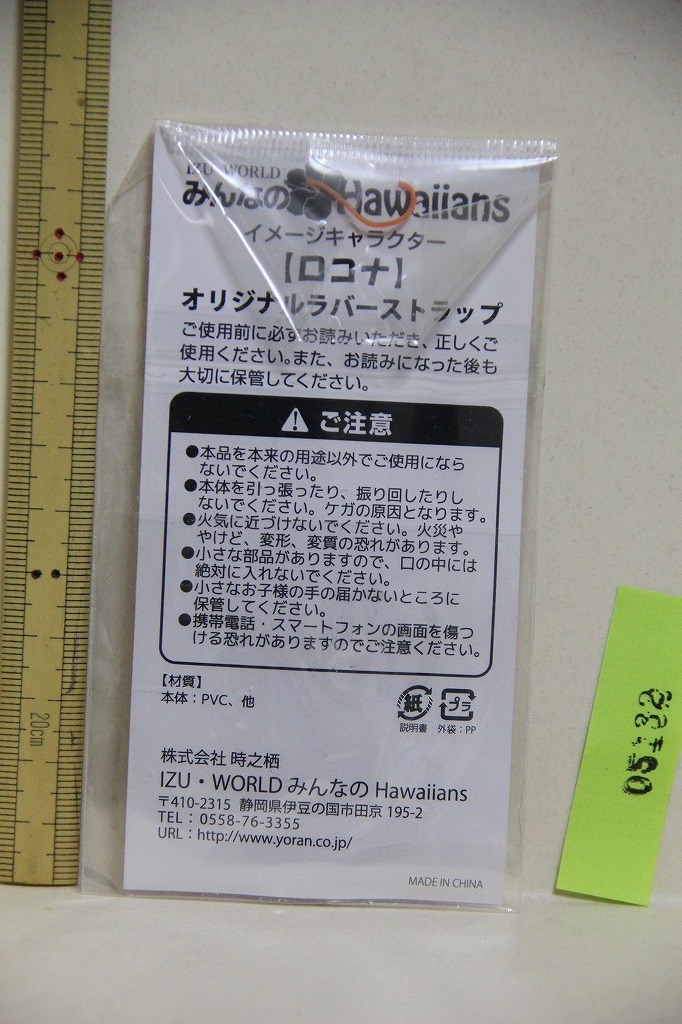 IZU・WORLD
みんなのHawaiians
イメージキャラクター
【ロコナ】
オリジナルラバーストラップ
ご使用前に必ずお読みいただき、正しくご
使用ください。また、お読みになった後も
大切に保管してください。
ご注意
●本品を本来の用途以外でご使用になら
ないでください。
●本体を引っ張ったり、振り回したりし
ないでください。ケガの原因となります。
●火気に近づけないでください。火災や
やけど、変形、変質の恐れがあります。
●小さな部品がありますので、口の中には
絶対に入れないでください。
●小さなお子様の手の届かないところに
保管してください。
●携帯電話・スマートフォンの画面を傷つ
ける恐れがありますのでご注意ください。
【材質】
本体：PVC、他
紙 プラ
説明書 外袋：PP
株式会社 時之栖
IZU・WORLD みんなの Hawaiians
〒410-2315 静岡県伊豆の国市田京 195-2
TEL：0558-76-3355
URL：http://www.yoran.co.jp/
MADE IN CHINA
20cm